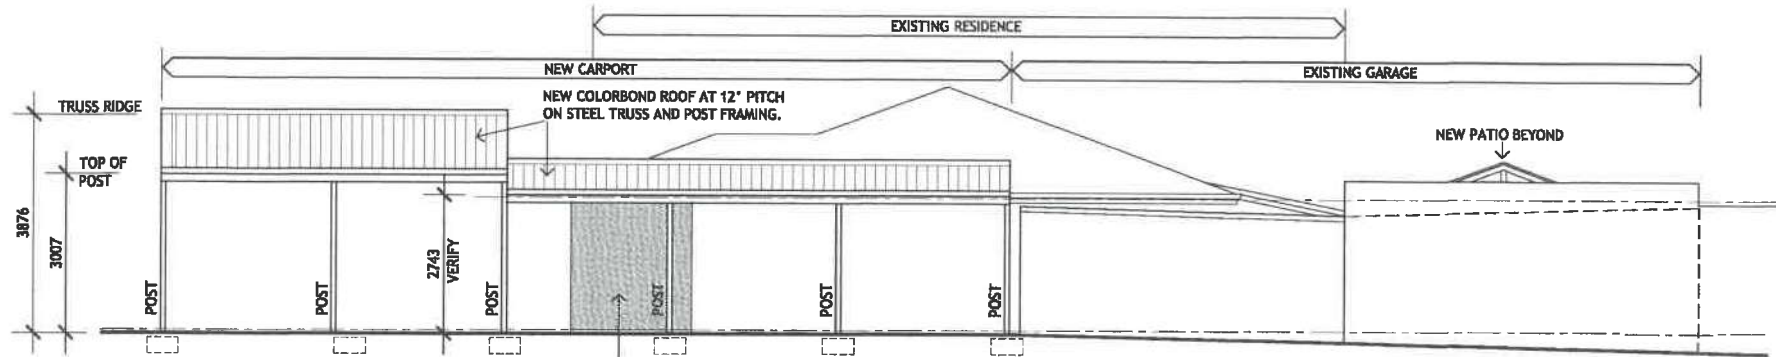 EXISTING RESIDENCE
NEW CARPORT
EXISTING GARAGE
TRUSS RIDGE
NEW COLORBOND ROOF AT 12° PITCH
ON STEEL TRUSS AND POST FRAMING.
NEW PATIO BEYOND
TOP OF
POST
3876
3007
2743
VERIFY
POST
POST
POST
POST
POST
POST